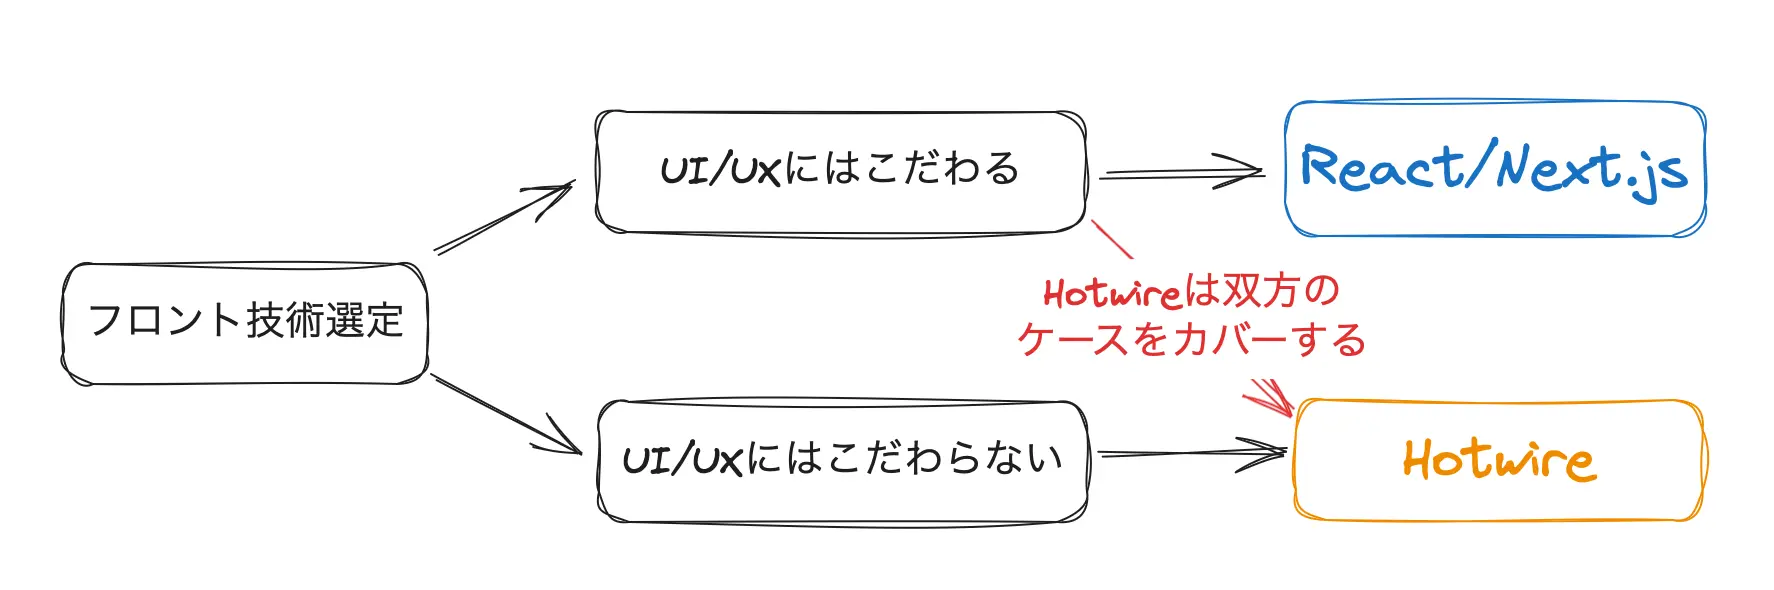 UI/UXにはこだわる
React/Next.js
フロント技術選定
Hotwireは双方の
ケースをカバーする
UI/UXにはこだわらない
Hotwire